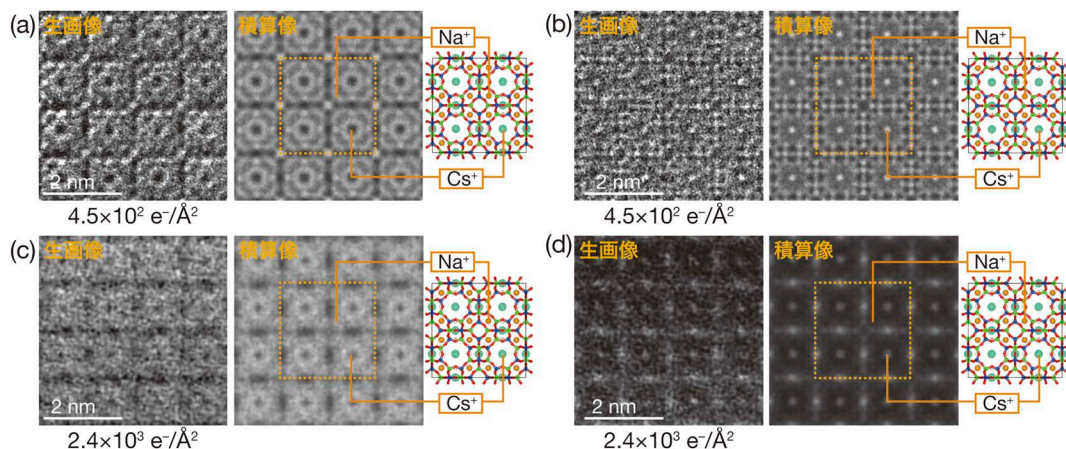 (a) 生画像 積算像 Na⁺
Cs⁺
2 nm
4.5×10² e⁻/Å²
(b) 生画像 積算像 Na⁺
Cs⁺
2 nm
4.5×10² e⁻/Å²
(c) 生画像 積算像 Na⁺
Cs⁺
2 nm
2.4×10³ e⁻/Å²
(d) 生画像 積算像 Na⁺
Cs⁺
2 nm
2.4×10³ e⁻/Å²